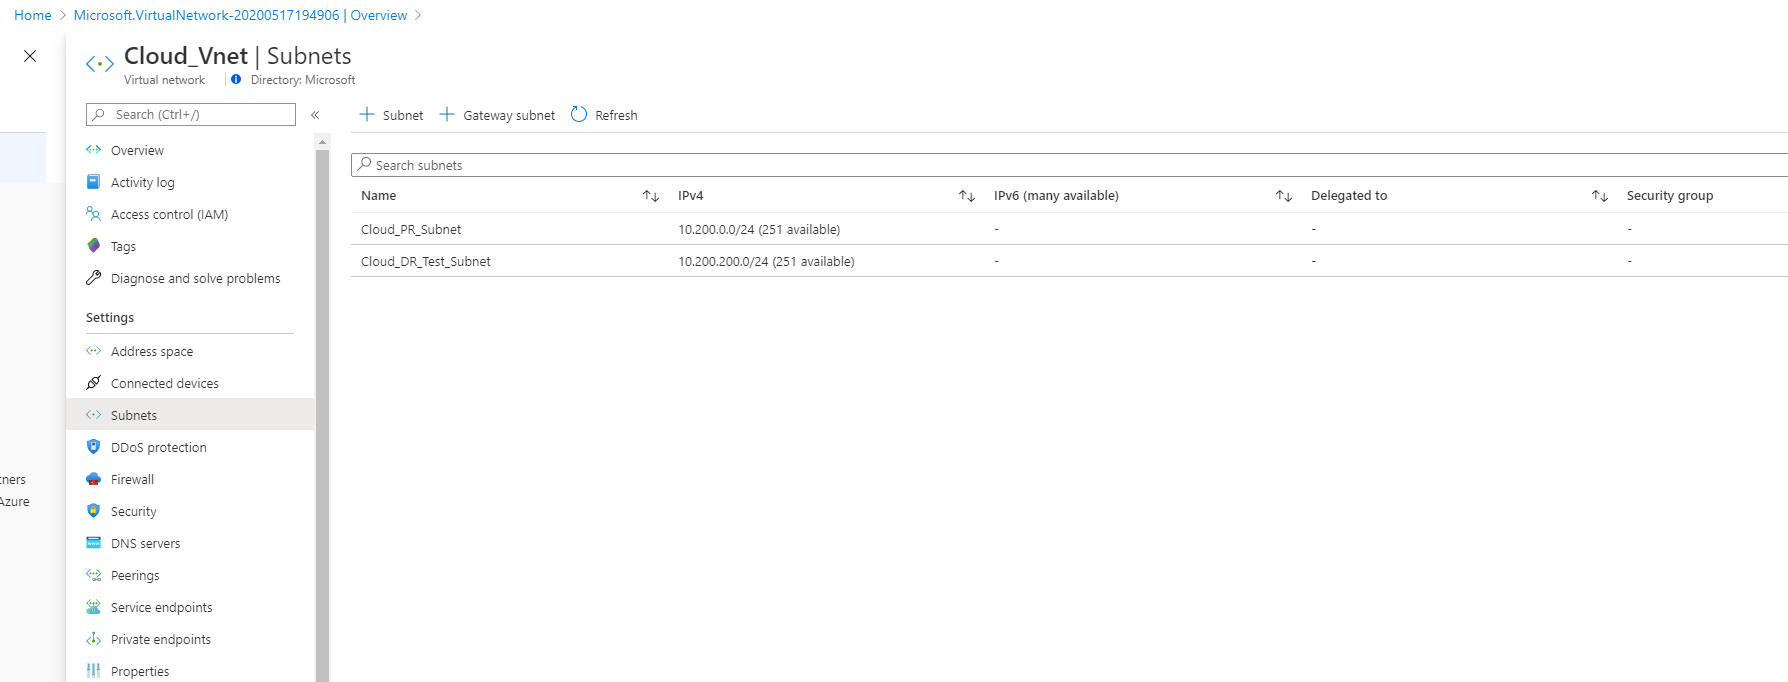 Home > Microsoft.VirtualNetwork-20200517194906 | Overview >
Cloud_Vnet | Subnets
Virtual network
Directory: Microsoft
Search (Ctrl+/)
«
Overview
Activity log
Access control (IAM)
Tags
Diagnose and solve problems
Settings
Address space
Connected devices
Subnets
DDoS protection
Firewall
Security
DNS servers
Peerings
Service endpoints
Private endpoints
Properties
Azure
+ Subnet + Gateway subnet Refresh
Search subnets
Name IPv4 IPv6 (many available) Delegated to Security group
Cloud_PR_Subnet 10.200.0.0/24 (251 available) - - -
Cloud_DR_Test_Subnet 10.200.200.0/24 (251 available) - - -